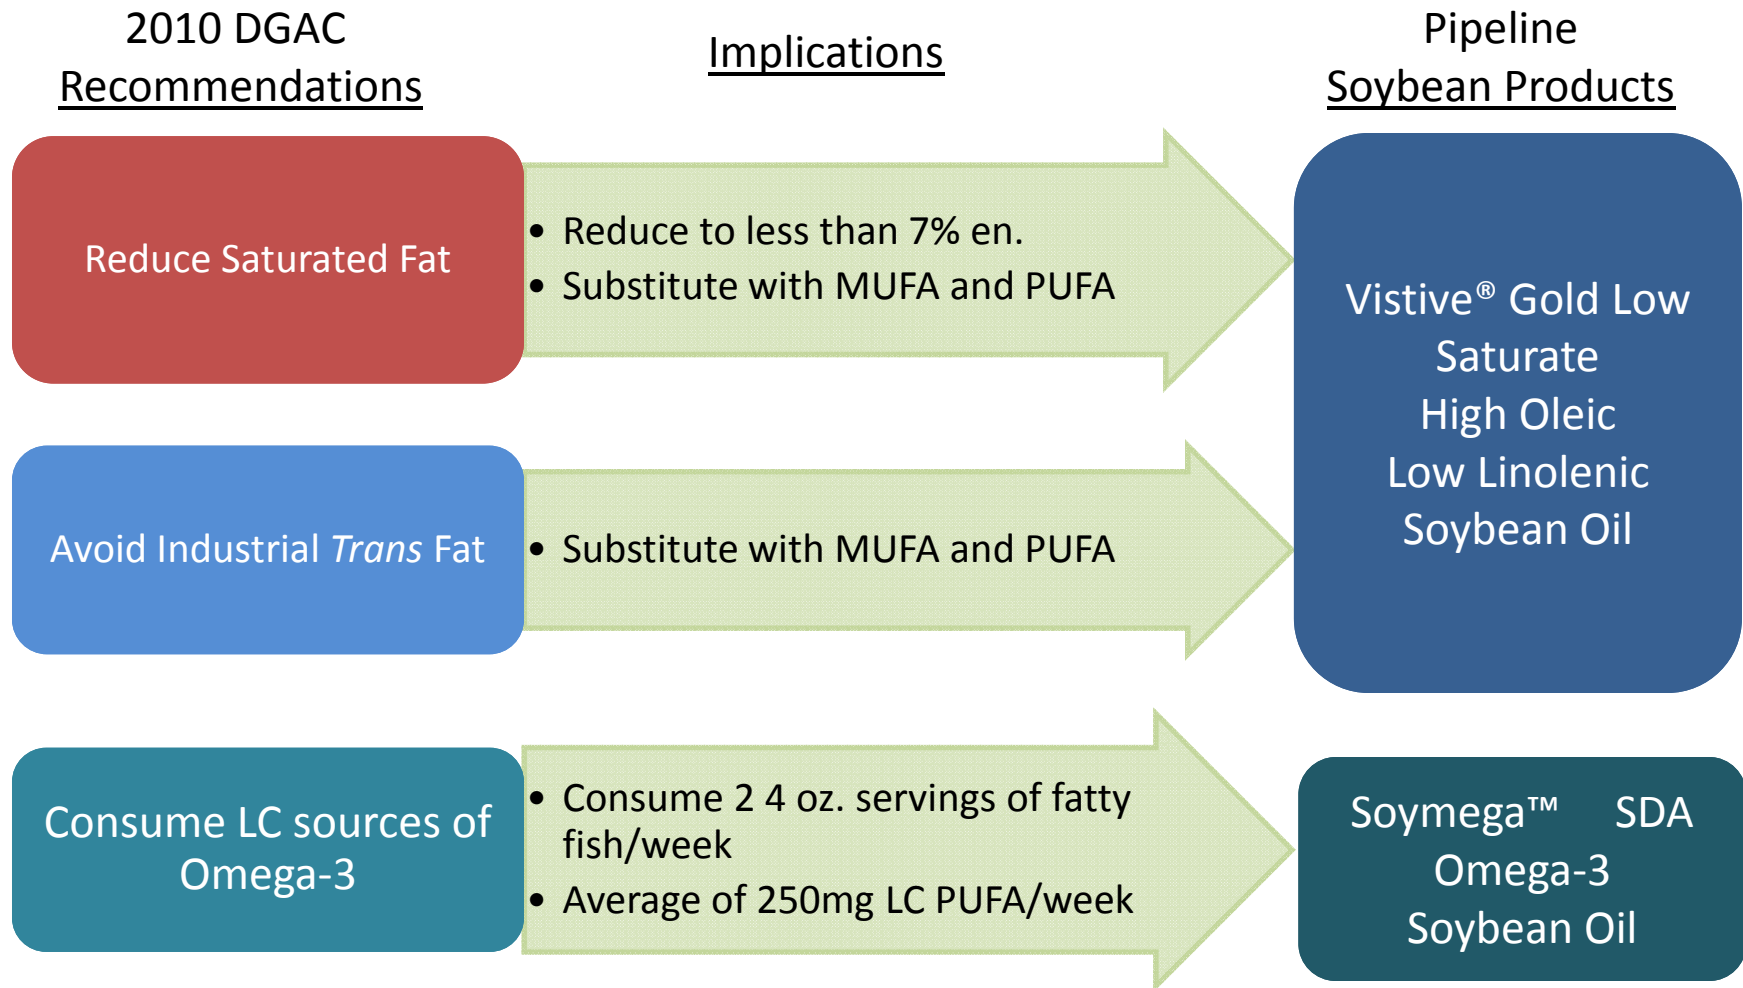 2010 DGAC
Recommendations
Implications
Pipeline
Soybean Products
Reduce Saturated Fat
• Reduce to less than 7% en.
• Substitute with MUFA and PUFA
Vistive® Gold Low
Saturate
High Oleic
Low Linolenic
Soybean Oil
Avoid Industrial Trans Fat
• Substitute with MUFA and PUFA
Consume LC sources of
Omega-3
• Consume 2 4 oz. servings of fatty
fish/week
• Average of 250mg LC PUFA/week
Soymega™ SDA
Omega-3
Soybean Oil